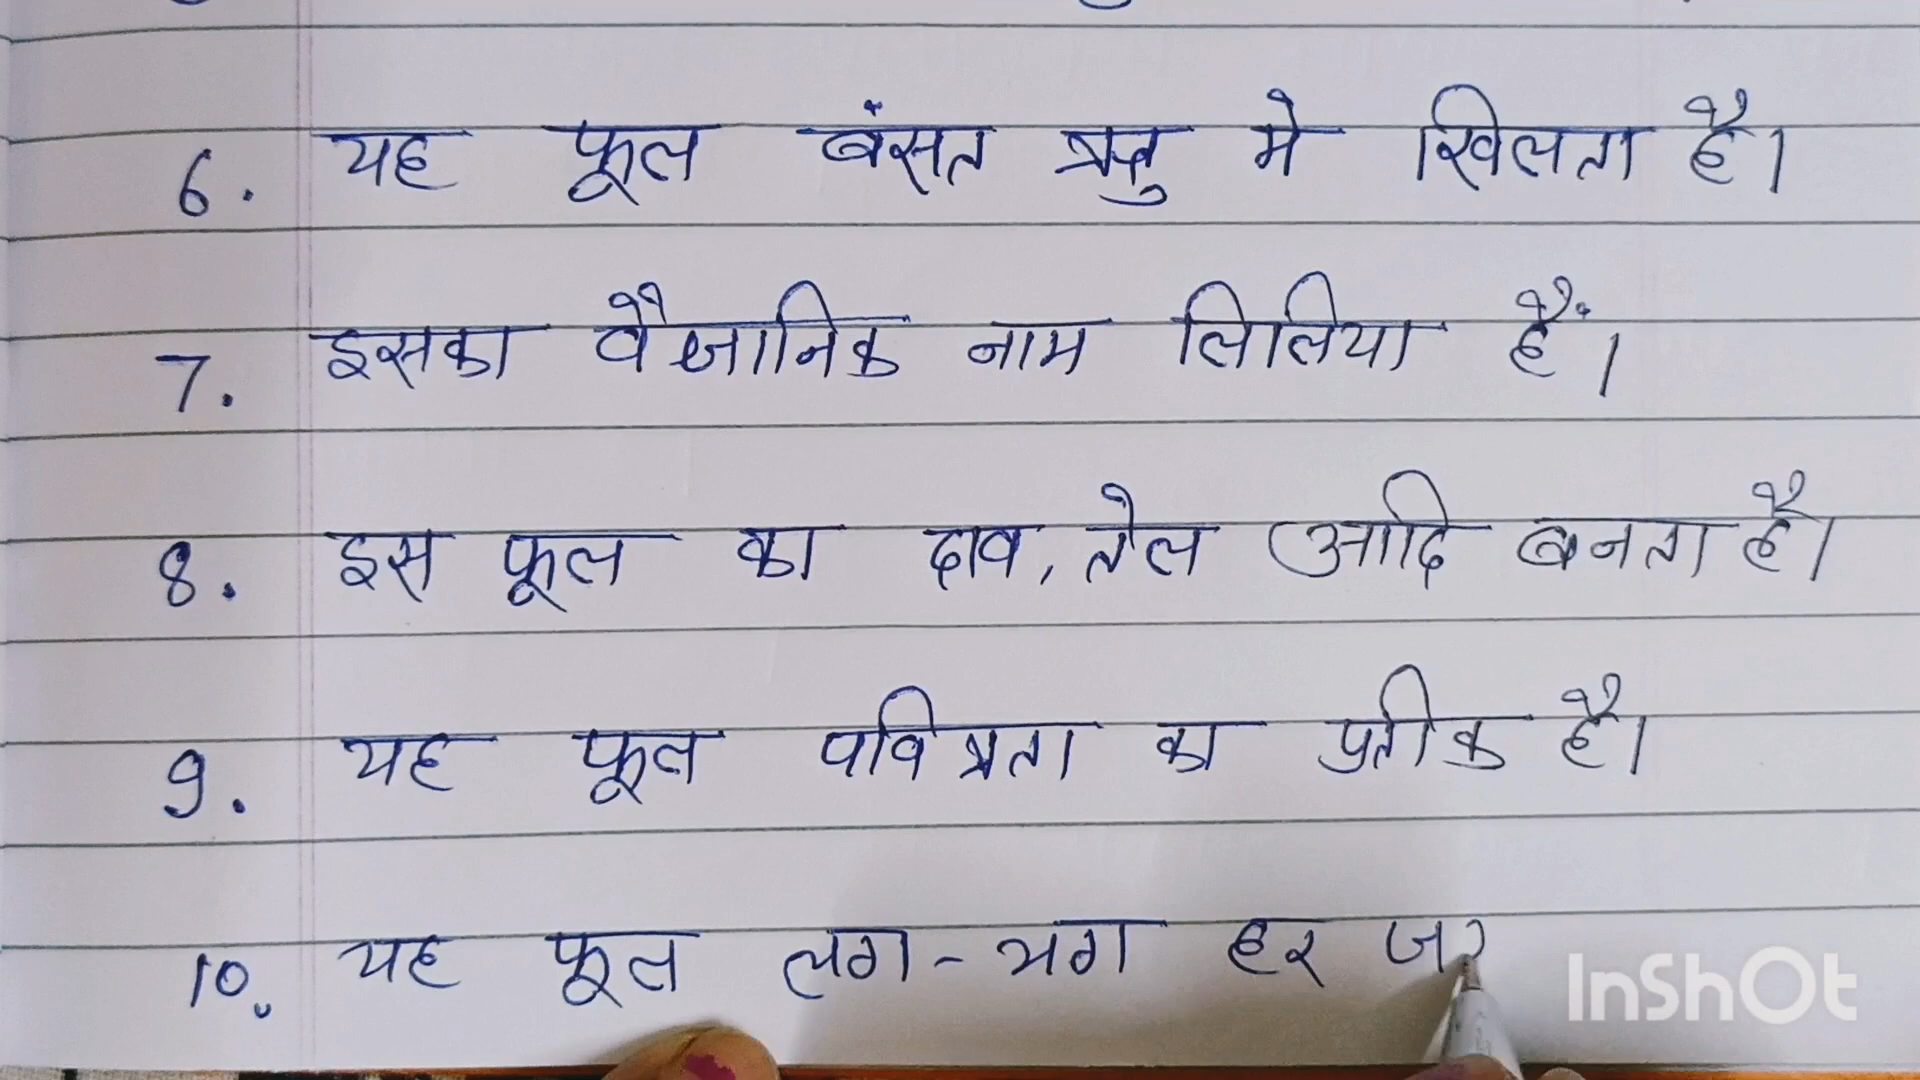 6. यह फूल बंसत ऋतु मे खिलता है।
7. इसका वैज्ञानिक नाम लिलिया हैं।
8. इस फूल का दाव, तेल आदि बनता है।
9. यह फूल पवित्रता का प्रतीक है।
10. यह फूल लग-भग हर ज
InShOt